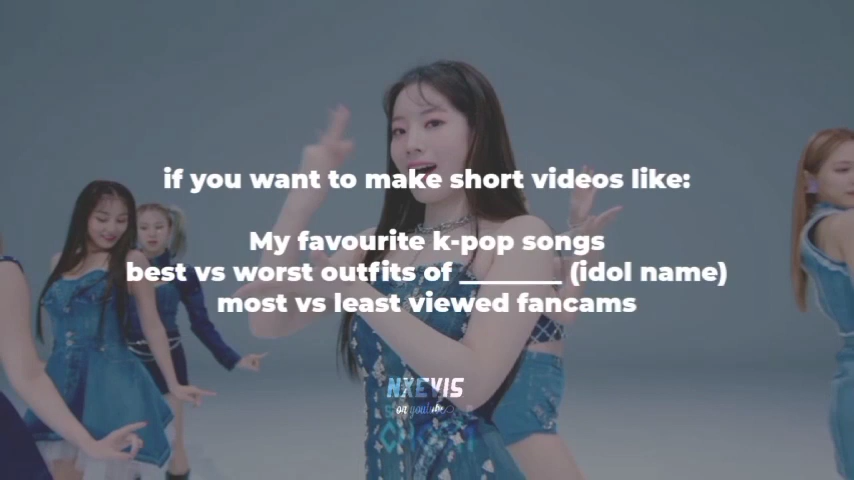 if you want to make short videos like:
My favourite k-pop songs
best vs worst outfits of ________ (idol name)
most vs least viewed fancams
NXEVIS
on youtube